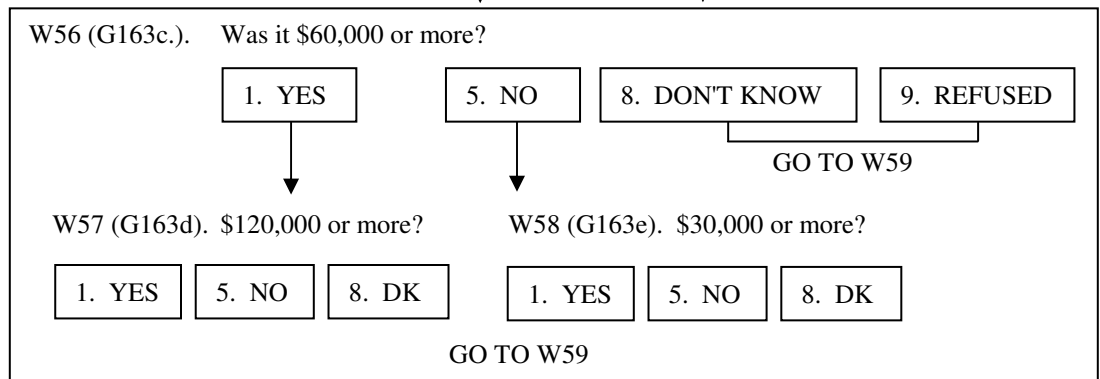 W56 (G163c.). Was it $60,000 or more?
1. YES 5. NO 8. DON'T KNOW 9. REFUSED
GO TO W59
W57 (G163d). $120,000 or more? W58 (G163e). $30,000 or more?
1. YES 5. NO 8. DK 1. YES 5. NO 8. DK
GO TO W59